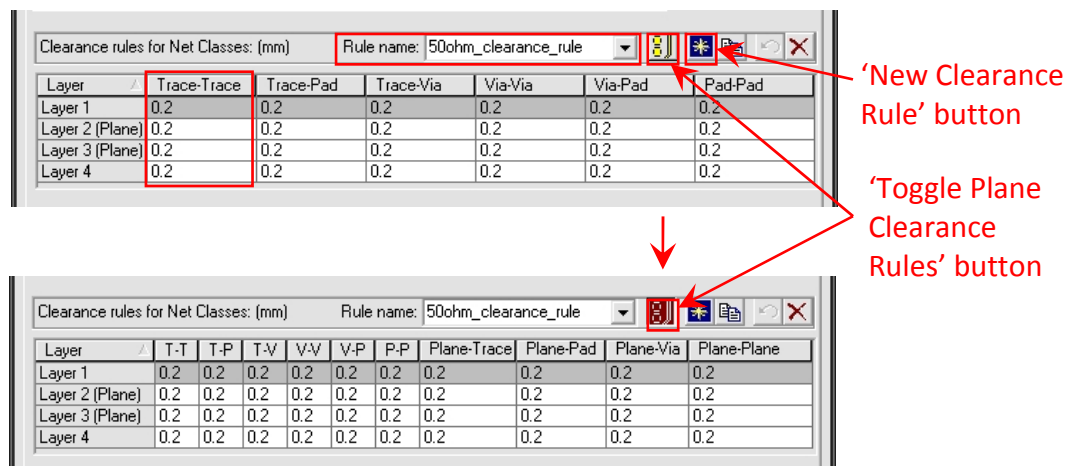 Clearance rules for Net Classes: (mm) Rule name: 50ohm_clearance_rule
Layer Trace-Trace Trace-Pad Trace-Via Via-Via Via-Pad Pad-Pad
Layer 1 0.2 0.2 0.2 0.2 0.2 0.2
Layer 2 (Plane) 0.2 0.2 0.2 0.2 0.2 0.2
Layer 3 (Plane) 0.2 0.2 0.2 0.2 0.2 0.2
Layer 4 0.2 0.2 0.2 0.2 0.2 0.2
‘New Clearance
Rule’ button
‘Toggle Plane
Clearance
Rules’ button
Clearance rules for Net Classes: (mm) Rule name: 50ohm_clearance_rule
Layer T-T T-P T-V V-V V-P P-P Plane-Trace Plane-Pad Plane-Via Plane-Plane
Layer 1 0.2 0.2 0.2 0.2 0.2 0.2 0.2 0.2 0.2 0.2
Layer 2 (Plane) 0.2 0.2 0.2 0.2 0.2 0.2 0.2 0.2 0.2 0.2
Layer 3 (Plane) 0.2 0.2 0.2 0.2 0.2 0.2 0.2 0.2 0.2 0.2
Layer 4 0.2 0.2 0.2 0.2 0.2 0.2 0.2 0.2 0.2 0.2